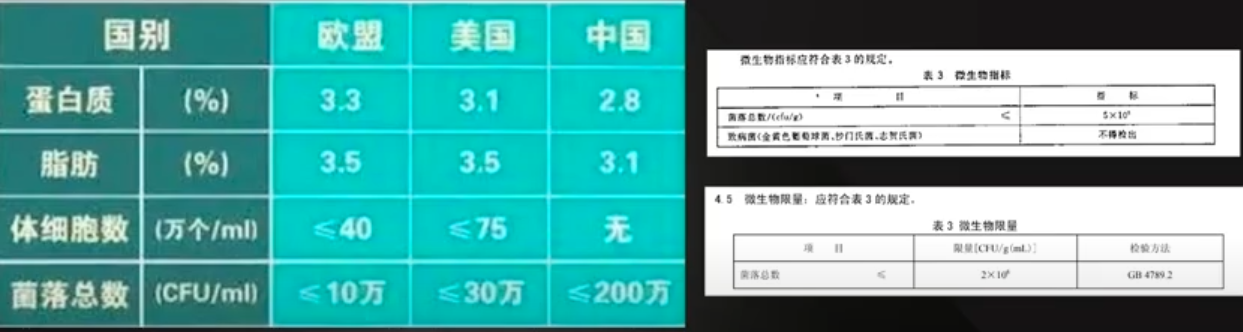 国别 欧盟 美国 中国
蛋白质 (%) 3.3 3.1 2.8
脂肪 (%) 3.5 3.5 3.1
体细胞数 (万个/ml) ≤40 ≤75 无
菌落总数 (CFU/ml) ≤10万 ≤30万 ≤200万
微生物指标应符合表3的规定。
表3 微生物指标
项 目 指 标
菌落总数/(cfu/g) ≤
致病菌(金黄色葡萄球菌、沙门氏菌、志贺氏菌) 不得检出
4.5 微生物限量：应符合表3的规定。
表3 微生物限量
项 目 限量[CFU/g(mL)] 检验方法
菌落总数 ≤ 2×10⁶ GB 4789.2